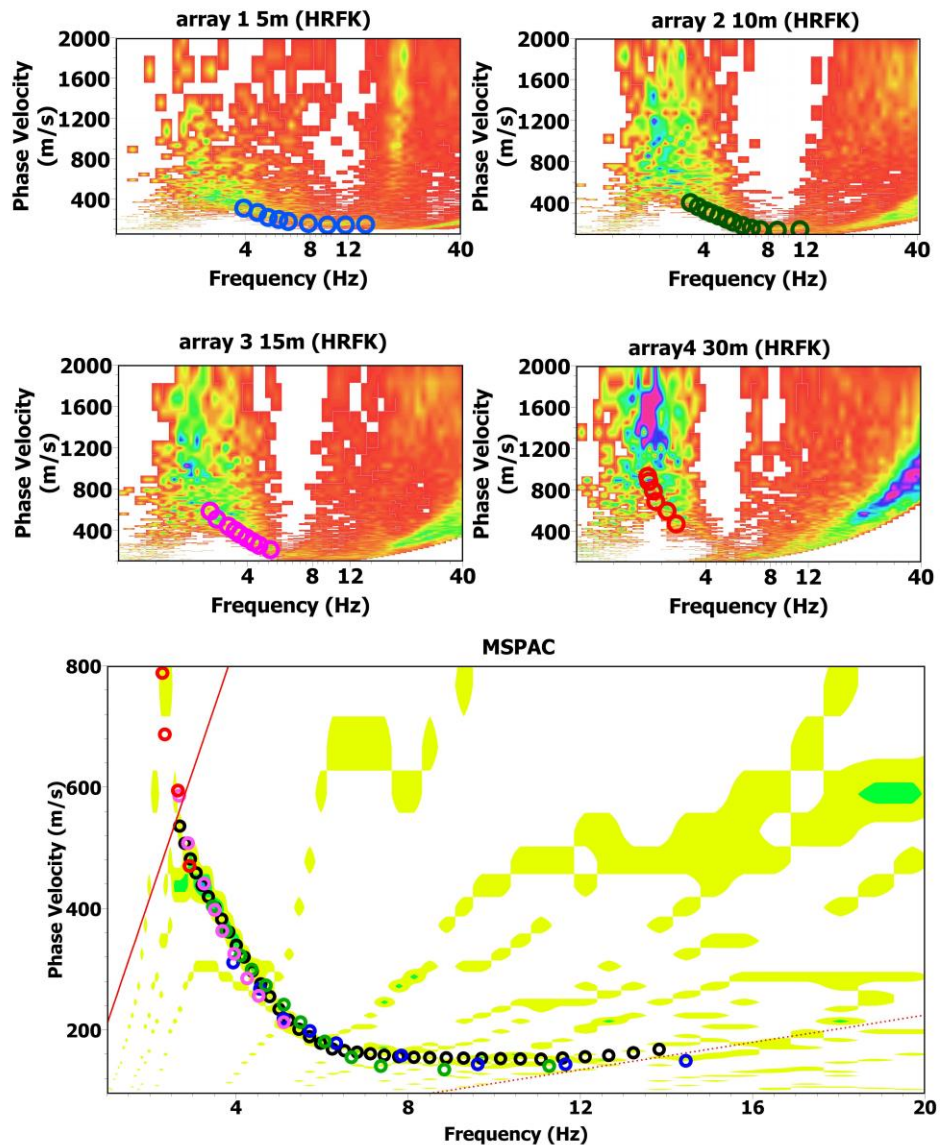 array 1 5m (HRFK)
2000
1600
1200
800
400
Phase Velocity
(m/s)
4
8
12
40
Frequency (Hz)
array 2 10m (HRFK)
2000
1600
1200
800
400
Phase Velocity
(m/s)
4
8
12
40
Frequency (Hz)
array 3 15m (HRFK)
2000
1600
1200
800
400
Phase Velocity
(m/s)
4
8
12
40
Frequency (Hz)
array4 30m (HRFK)
2000
1600
1200
800
400
Phase Velocity
(m/s)
4
8
12
40
Frequency (Hz)
MSPAC
800
600
400
200
Phase Velocity (m/s)
4
8
12
16
20
Frequency (Hz)